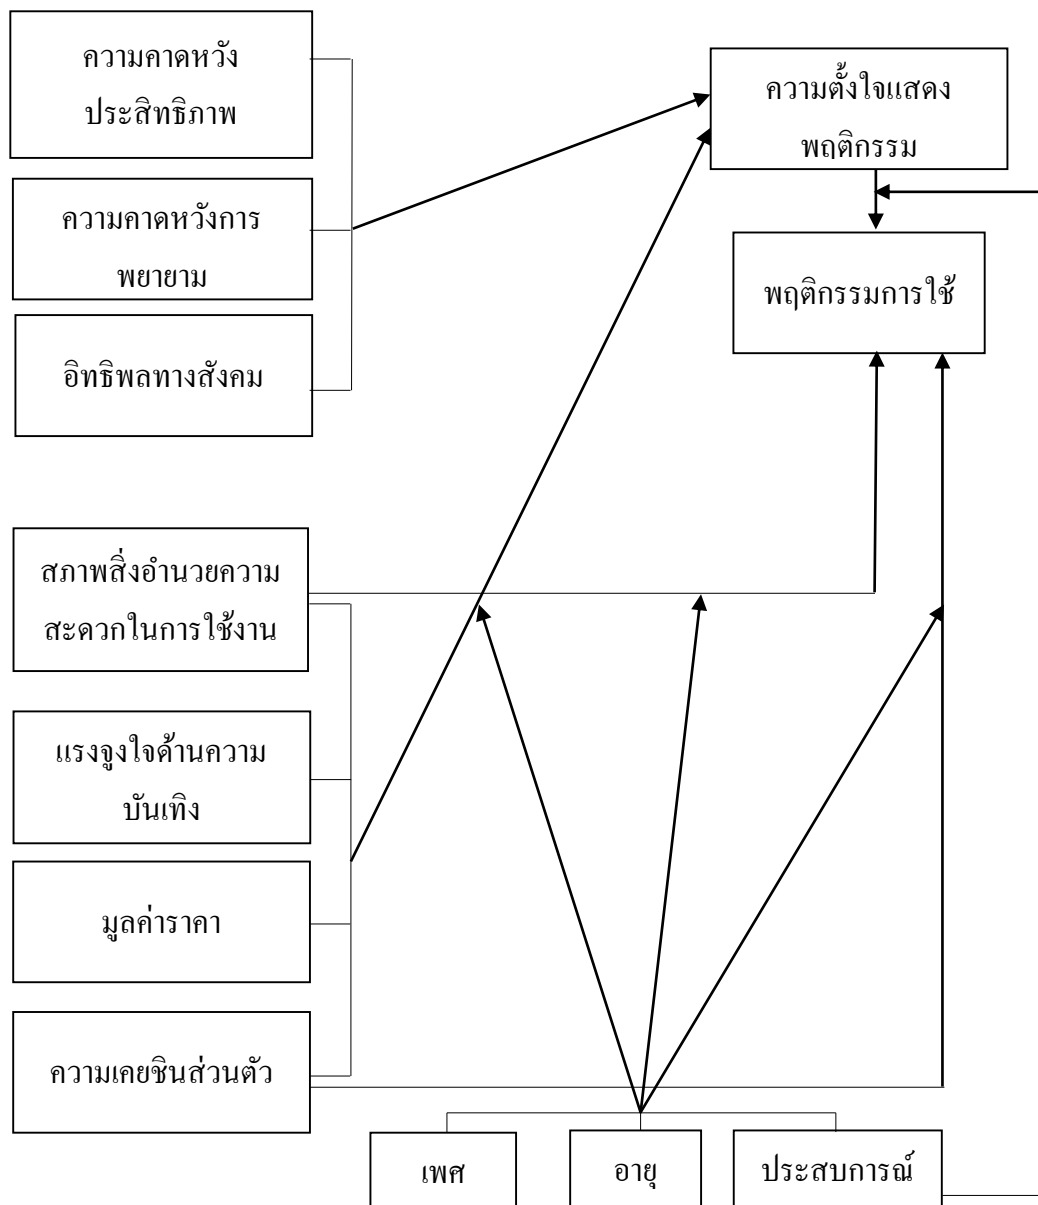 ความคาดหวัง
ประสิทธิภาพ
ความตั้งใจแสดง
พฤติกรรม
ความคาดหวังการ
พยายาม
พฤติกรรมการใช้
อิทธิพลทางสังคม
สภาพสิ่งอำนวยความ
สะดวกในการใช้งาน
แรงจูงใจด้านความ
บันเทิง
มูลค่าราคา
ความเคยชินส่วนตัว
เพศ
อายุ
ประสบการณ์